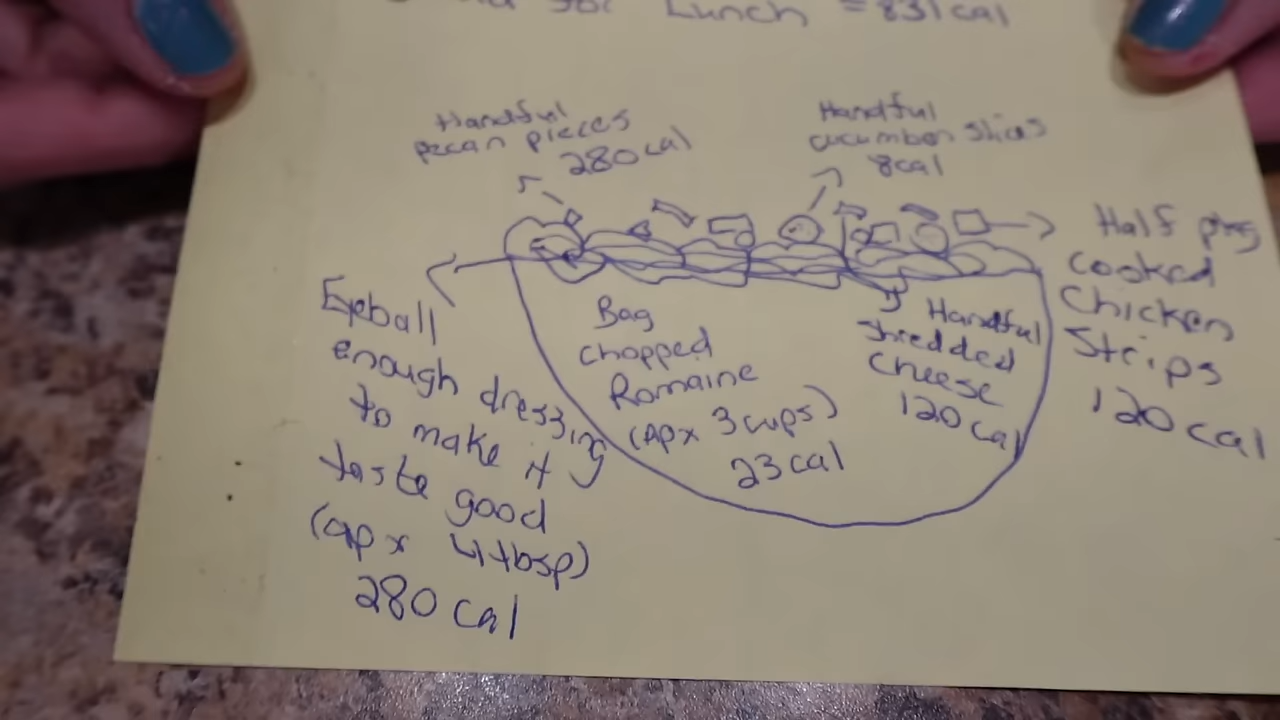 for Lunch = 831 cal
Handful
pecan pieces
280 cal
Handful
cucumber slices
8 cal
Half pkg
Cooked
Chicken
Strips
120 cal
Eyeball
enough dressing
to make it
taste good
(apx 4 tbsp)
280 cal
Bag
chopped
Romaine
(apx 3 cups)
23 cal
Handful
shredded
cheese
120 cal